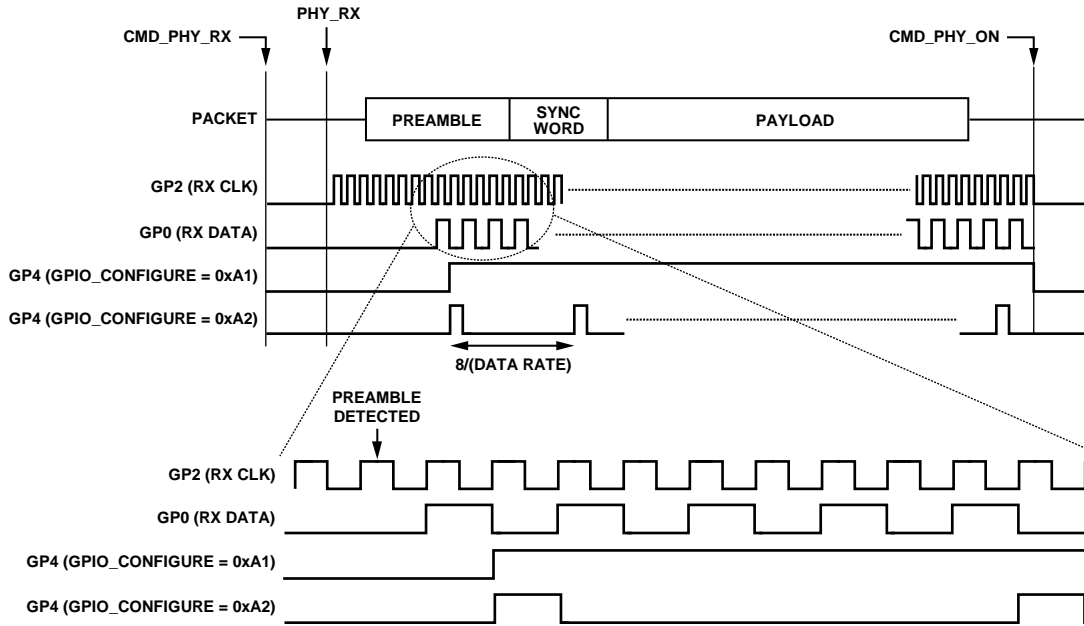 PHY_RX
CMD_PHY_RX
CMD_PHY_ON
PACKET
PREAMBLE
SYNC
WORD
PAYLOAD
GP2 (RX CLK)
GP0 (RX DATA)
GP4 (GPIO_CONFIGURE = 0xA1)
GP4 (GPIO_CONFIGURE = 0xA2)
8/(DATA RATE)
PREAMBLE
DETECTED
GP2 (RX CLK)
GP0 (RX DATA)
GP4 (GPIO_CONFIGURE = 0xA1)
GP4 (GPIO_CONFIGURE = 0xA2)